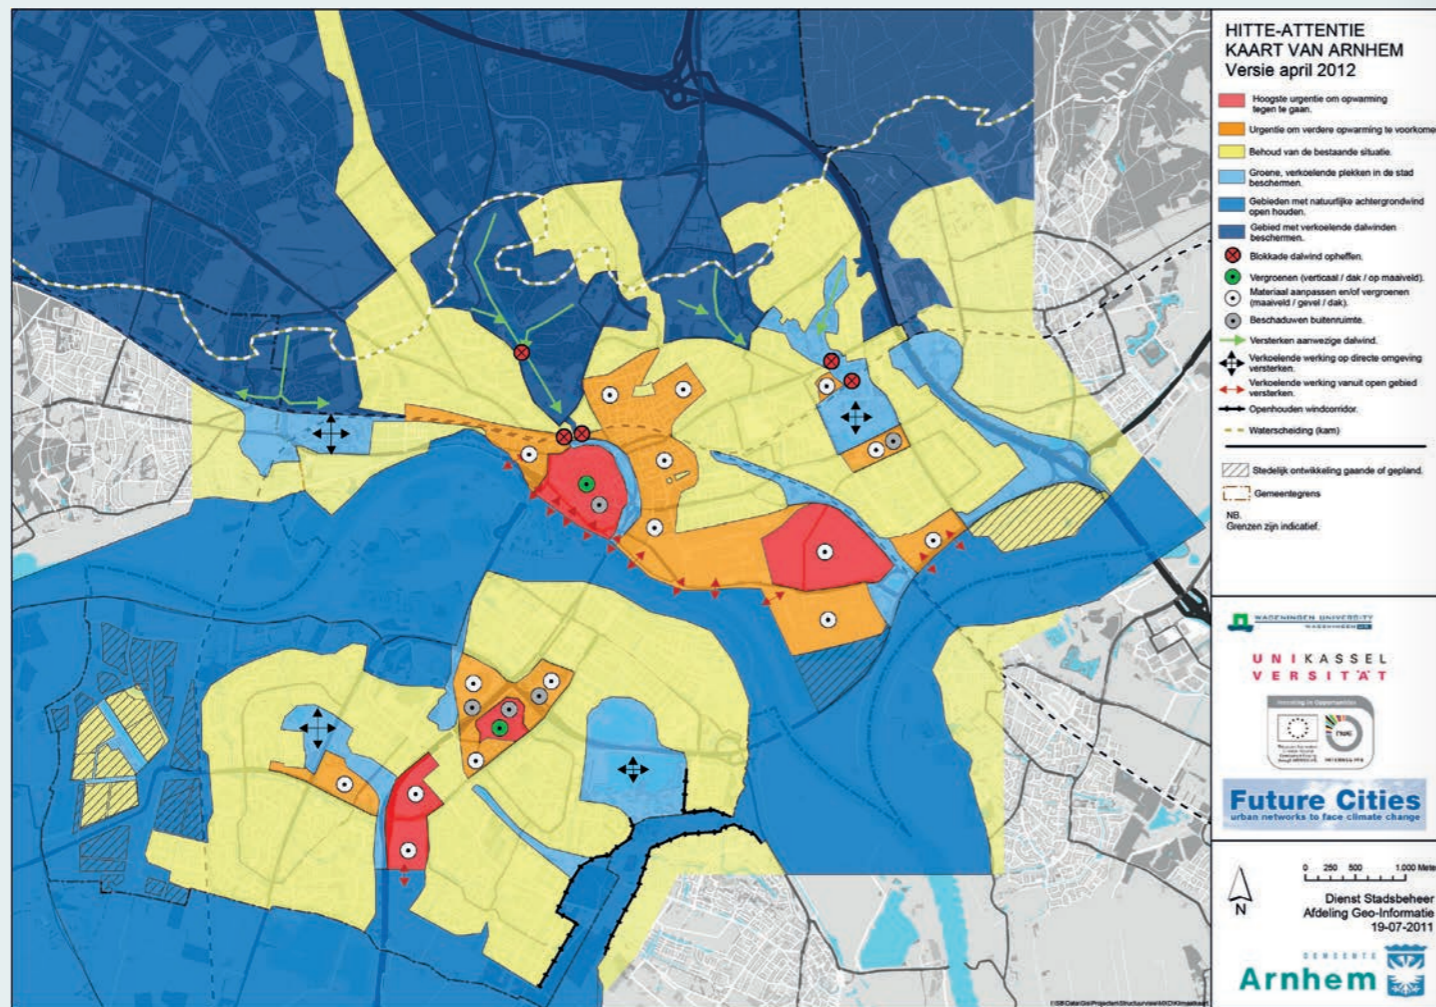 HITTE-ATTENTIE
KAART VAN ARNHEM
Versie april 2012
Hoogste urgentie om opwarming
tegen te gaan.
Urgentie om verdere opwarming te voorkome
Behoud van de bestaande situatie.
Groene, verkoelende plekken in de stad
beschermen.
Gebieden met natuurlijke achtergrondwind
open houden.
Gebied met verkoelende dalwinden
beschermen.
Blokkade dalwind opheffen.
Vergroenen (verticaal / dak / op maaiveld).
Materiaal aanpassen en/of vergroenen
(maaiveld / gevel / dak).
Beschaduwen buitenruimte.
Versterken aanwezige dalwind.
Verkoelende werking op directe omgeving
versterken.
Verkoelende werking vanuit open gebied
versterken.
Openhouden windcorridor.
Waterscheiding (kam)
Stedelijk ontwikkeling gaande of gepland.
Gemeentegrens
NB.
Grenzen zijn indicatief.
WAGENINGEN UNIVERSITY
WAGENINGEN UR
UNIKASSEL
VERSITÄT
Investing in Opportunities
Future Cities
urban networks to face climate change
0 250 500 1.000 Mete
N
Dienst Stadsbeheer
Afdeling Geo-Informatie
19-07-2011
GEMEENTE
Arnhem